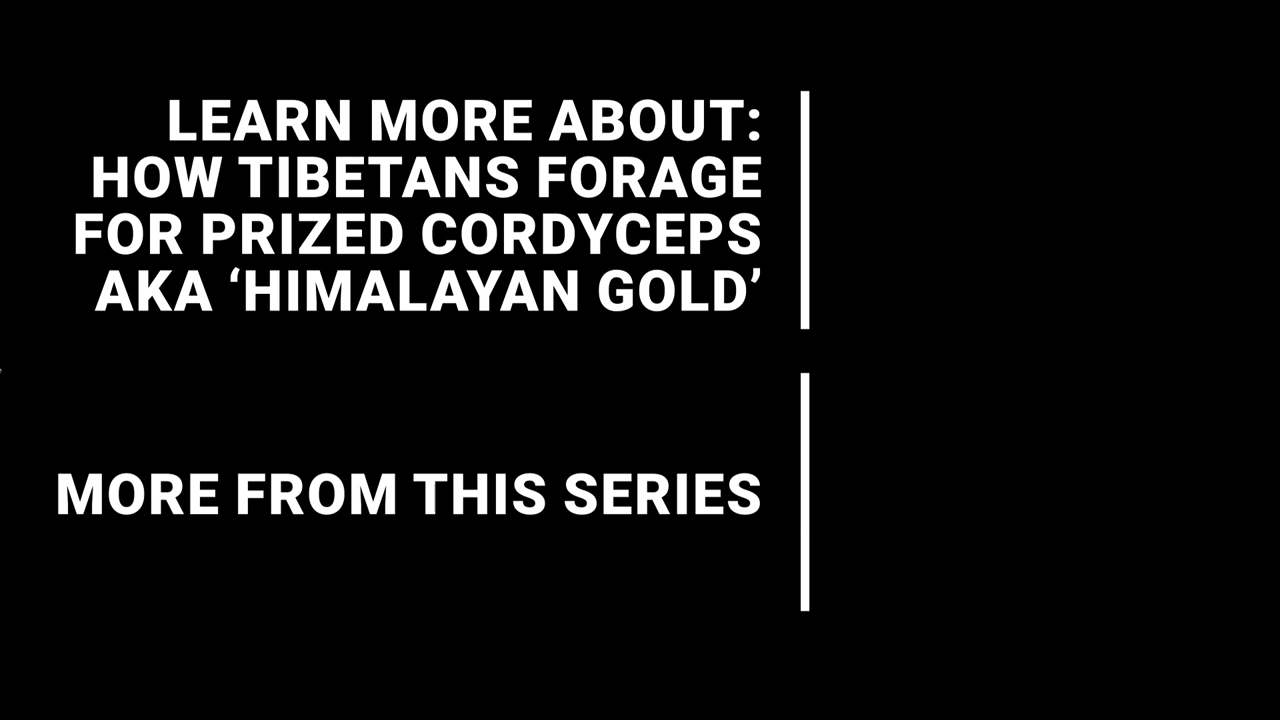 LEARN MORE ABOUT:
HOW TIBETANS FORAGE
FOR PRIZED CORDYCEPS
AKA ‘HIMALAYAN GOLD’
MORE FROM THIS SERIES